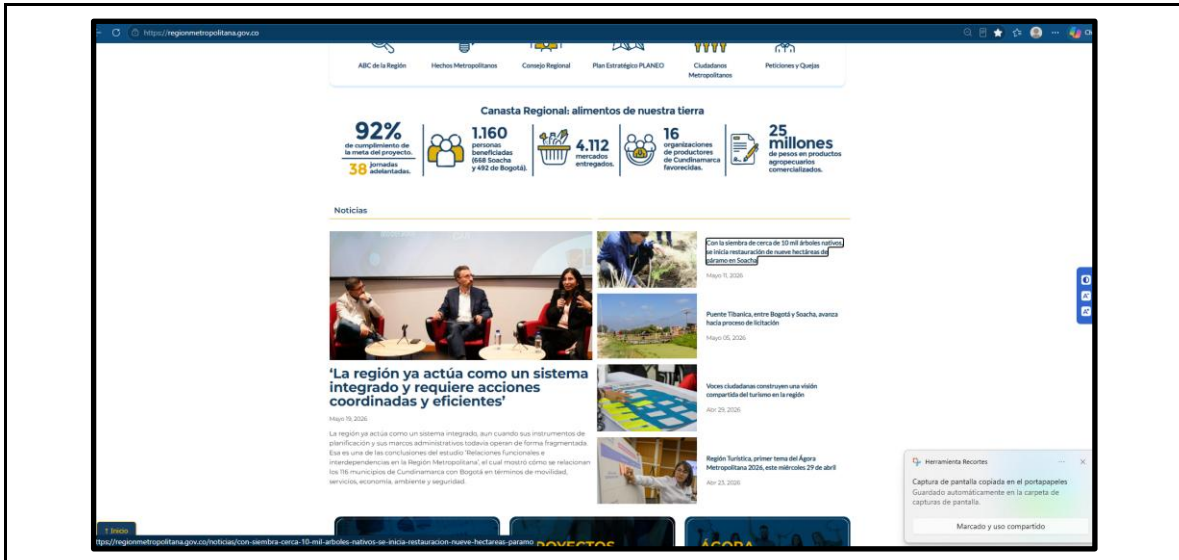 https://regionmetropolitana.gov.co
ABC de la Región
Hechos Metropolitanos
Consejo Regional
Plan Estratégico PLANEO
Ciudadanos
Metropolitanos
Peticiones y Quejas
Canasta Regional: alimentos de nuestra tierra
92%
de cumplimiento de
la meta del proyecto.
38 Jornadas
adelantadas.
1.160
personas
beneficiadas
(668 Soacha
y 492 de Bogotá).
4.112
mercados
entregados.
16
organizaciones
de productores
de Cundinamarca
favorecidas.
25
millones
de pesos en productos
agropecuarios
comercializados.
Noticias
'La región ya actúa como un sistema
integrado y requiere acciones
coordinadas y eficientes'
Mayo 19, 2026
La región ya actúa como un sistema integrado, aun cuando sus instrumentos de
planificación y sus marcos administrativos todavía operan de forma fragmentada.
Esa es una de las conclusiones del estudio 'Relaciones funcionales e
interdependencias en la Región Metropolitana', el cual mostró cómo se relacionan
los 116 municipios de Cundinamarca con Bogotá en términos de movilidad,
servicios, economía, ambiente y seguridad.
Con la siembra de cerca de 10 mil árboles nativos,
se inicia restauración de nueve hectáreas de
páramo en Soacha
Mayo 11, 2026
Puente Tibanica, entre Bogotá y Soacha, avanza
hacia proceso de licitación
Mayo 05, 2026
Voces ciudadanas construyen una visión
compartida del turismo en la región
Abr 29, 2026
Región Turística, primer tema del Ágora
Metropolitana 2026, este miércoles 29 de abril
Abr 23, 2026
Herramienta Recortes
Captura de pantalla copiada en el portapapeles
Guardado automáticamente en la carpeta de
capturas de pantalla.
Marcado y uso compartido
Inicio
ttps://regionmetropolitana.gov.co/noticias/con-siembra-cerca-10-mil-arboles-nativos-se-inicia-restauracion-nueve-hectareas-paramo